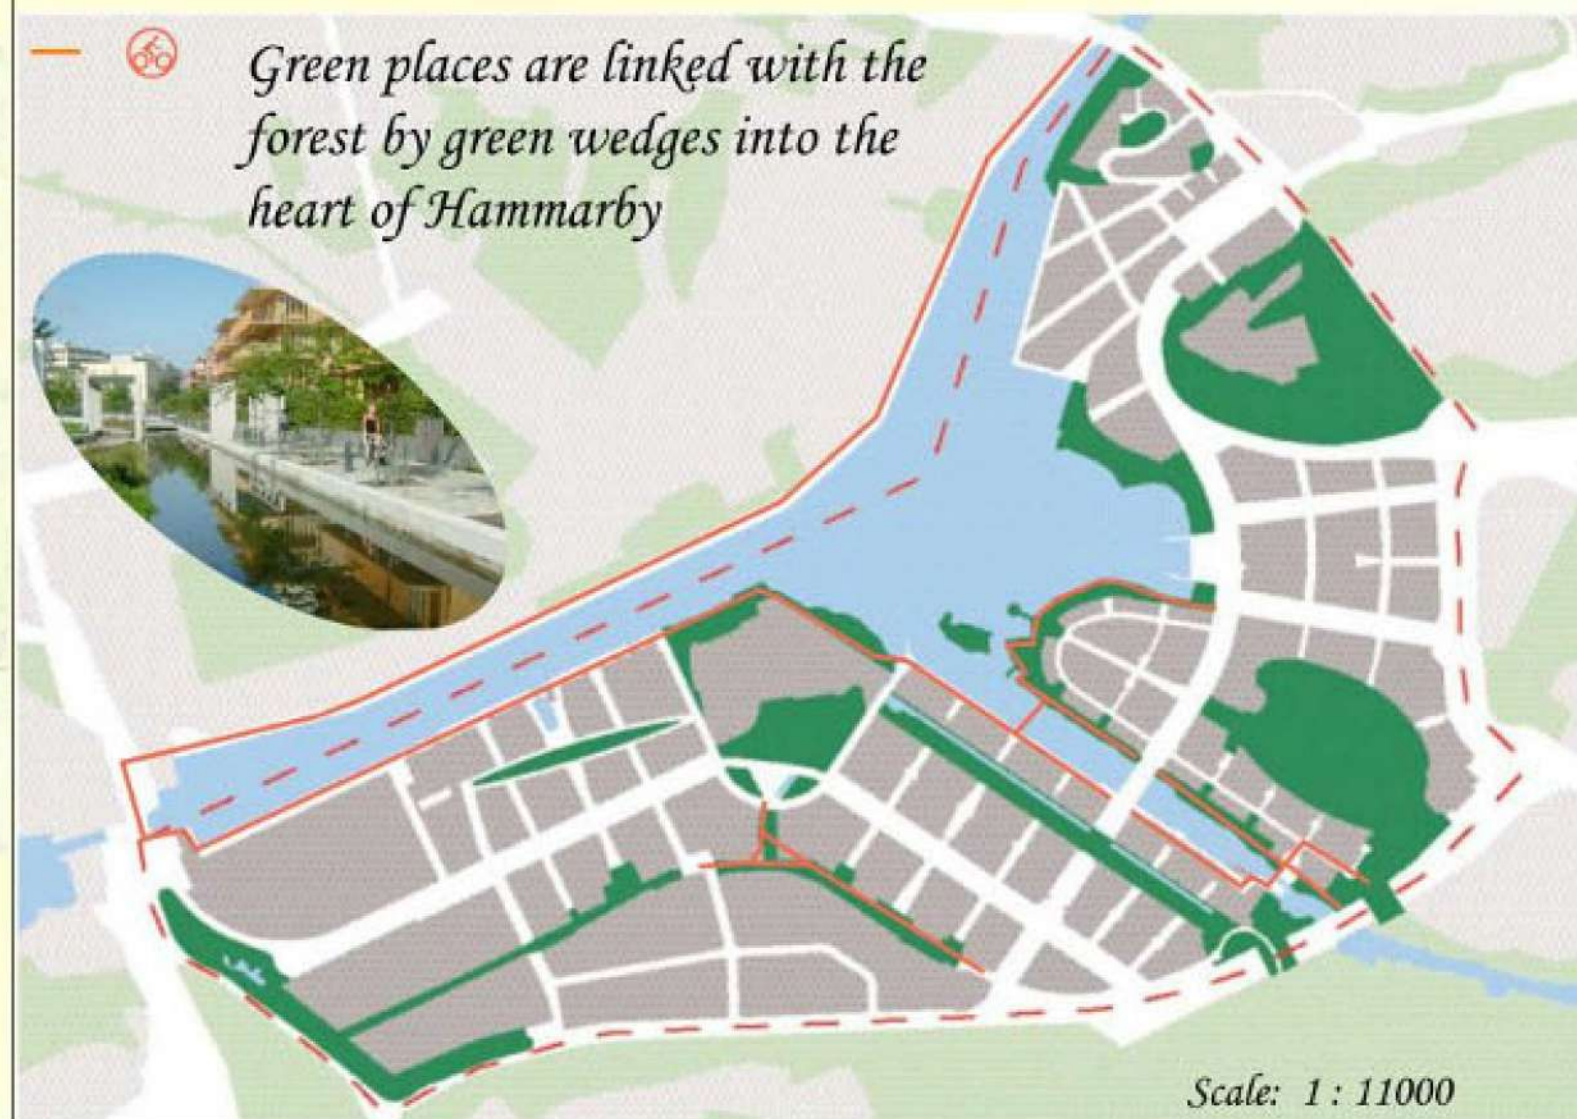 Green places are linked with the
forest by green wedges into the
heart of Hammarby
Scale: 1 : 11000